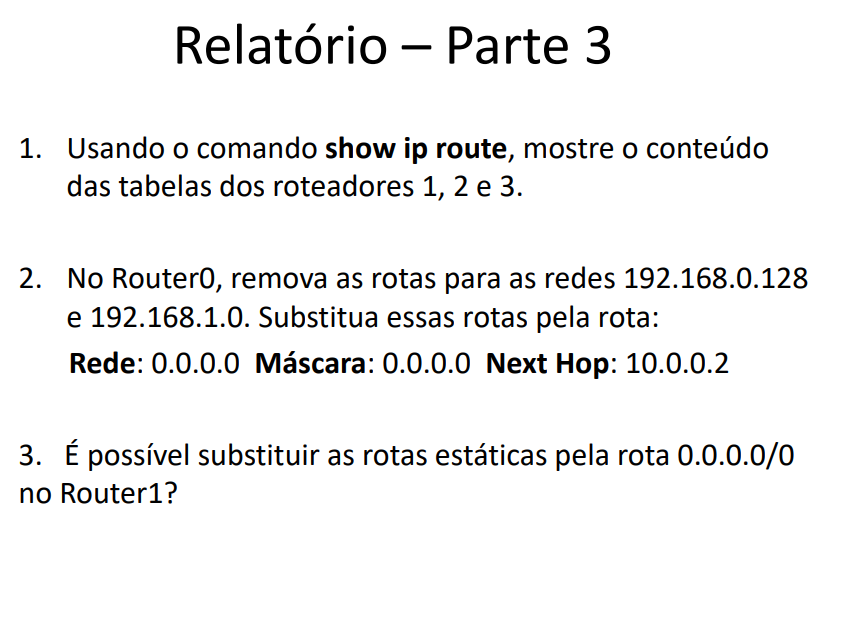 Relatório – Parte 3
1. Usando o comando show ip route, mostre o conteúdo
das tabelas dos roteadores 1, 2 e 3.
2. No Router0, remova as rotas para as redes 192.168.0.128
e 192.168.1.0. Substitua essas rotas pela rota:
Rede: 0.0.0.0 Máscara: 0.0.0.0 Next Hop: 10.0.0.2
3. É possível substituir as rotas estáticas pela rota 0.0.0.0/0
no Router1?